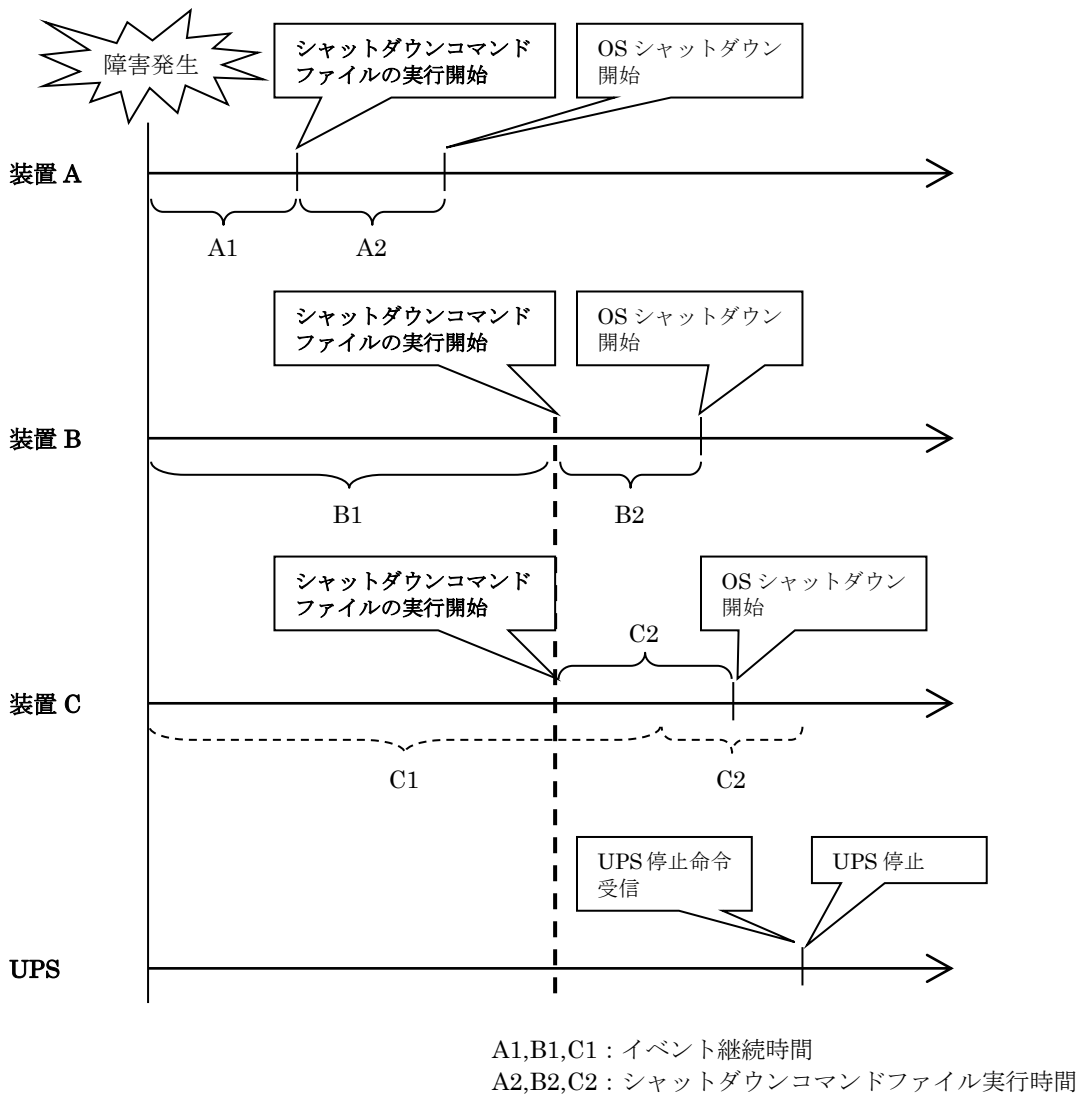 障害発生
シャットダウンコマンド
ファイルの実行開始
OS シャットダウン
開始
装置 A
A1
A2
シャットダウンコマンド
ファイルの実行開始
OS シャットダウン
開始
装置 B
B1
B2
シャットダウンコマンド
ファイルの実行開始
OS シャットダウン
開始
C2
装置 C
C1
C2
UPS 停止命令
受信
UPS 停止
UPS
A1,B1,C1：イベント継続時間
A2,B2,C2：シャットダウンコマンドファイル実行時間